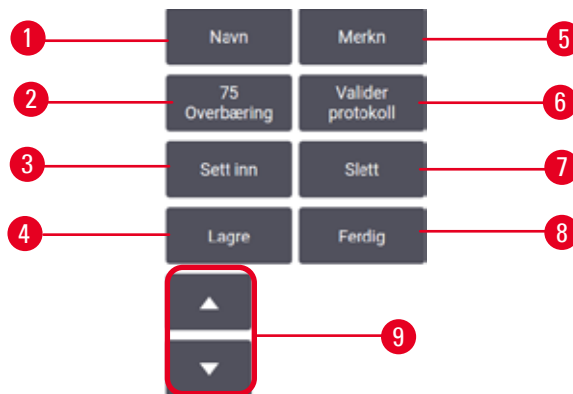 1
Navn
Merkn
5
2
75
Overbæring
Valider
protokoll
6
3
Sett inn
Slett
7
4
Lagre
Ferdig
8
9